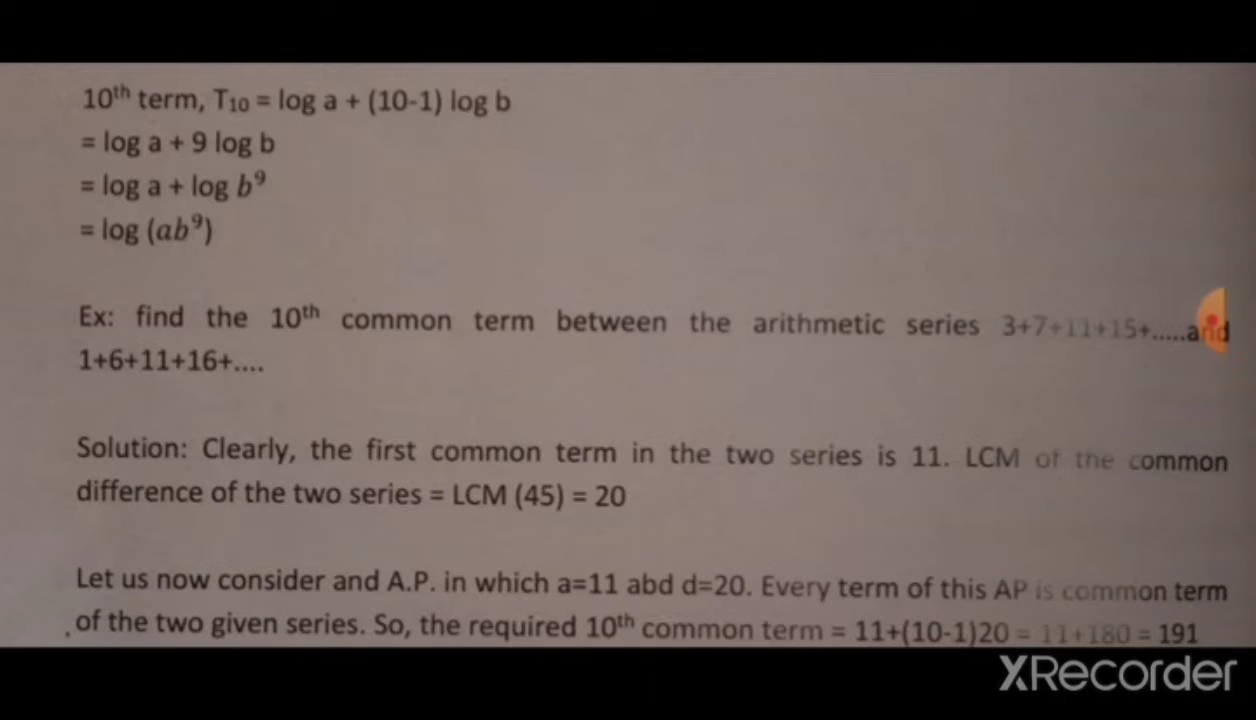 10th term, T10 = log a + (10-1) log b
= log a + 9 log b
= log a + log b⁹
= log (ab⁹)
Ex: find the 10th common term between the arithmetic series 3+7+11+15+.....and
1+6+11+16+....
Solution: Clearly, the first common term in the two series is 11. LCM of the common
difference of the two series = LCM (45) = 20
Let us now consider and A.P. in which a=11 abd d=20. Every term of this AP is common term
of the two given series. So, the required 10th common term = 11+(10-1)20 = 11+180 = 191
XRecorder